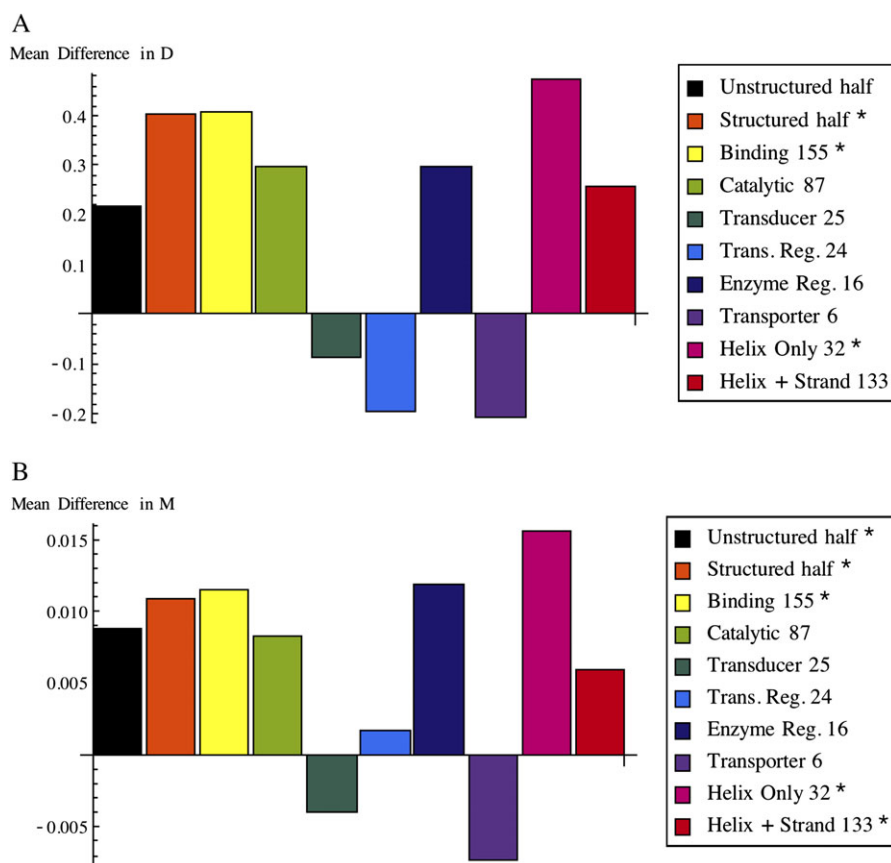 A
Mean Difference in D
0.4
0.3
0.2
0.1
-0.1
-0.2
Unstructured half
Structured half *
Binding 155 *
Catalytic 87
Transducer 25
Trans. Reg. 24
Enzyme Reg. 16
Transporter 6
Helix Only 32 *
Helix + Strand 133
B
Mean Difference in M
0.015
0.010
0.005
-0.005
Unstructured half *
Structured half *
Binding 155 *
Catalytic 87
Transducer 25
Trans. Reg. 24
Enzyme Reg. 16
Transporter 6
Helix Only 32 *
Helix + Strand 133 *